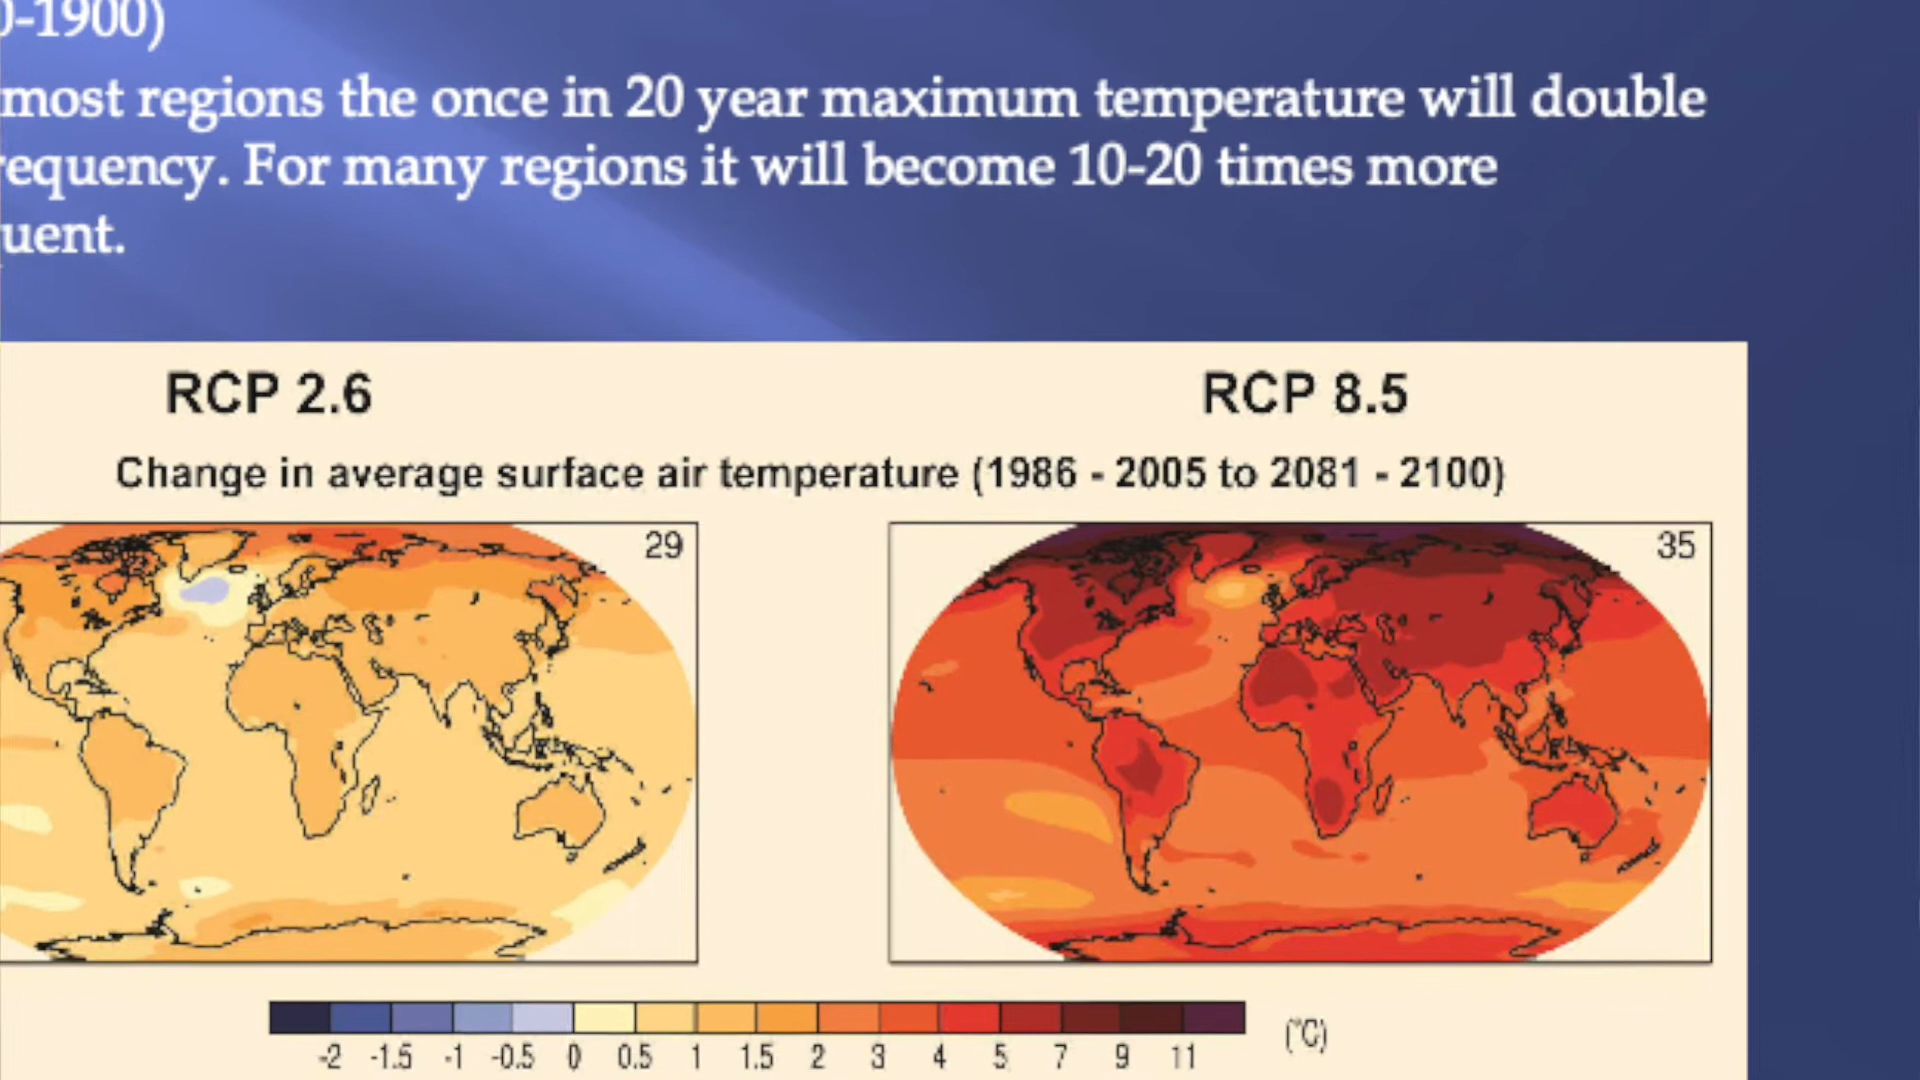 0-1900)
most regions the once in 20 year maximum temperature will double
requency. For many regions it will become 10-20 times more
uent.
RCP 2.6 RCP 8.5
Change in average surface air temperature (1986 - 2005 to 2081 - 2100)
29 35
-2 -1.5 -1 -0.5 0 0.5 1 1.5 2 3 4 5 7 9 11 (°C)